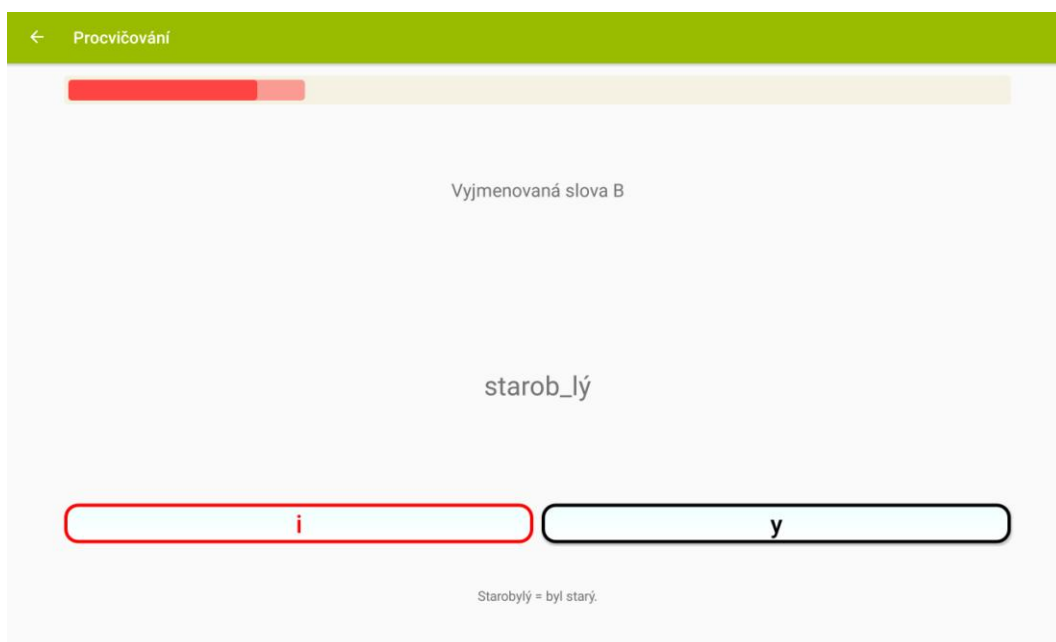 Procvičování
Vyjmenovaná slova B
starob_lý
i
y
Starobylý = byl starý.